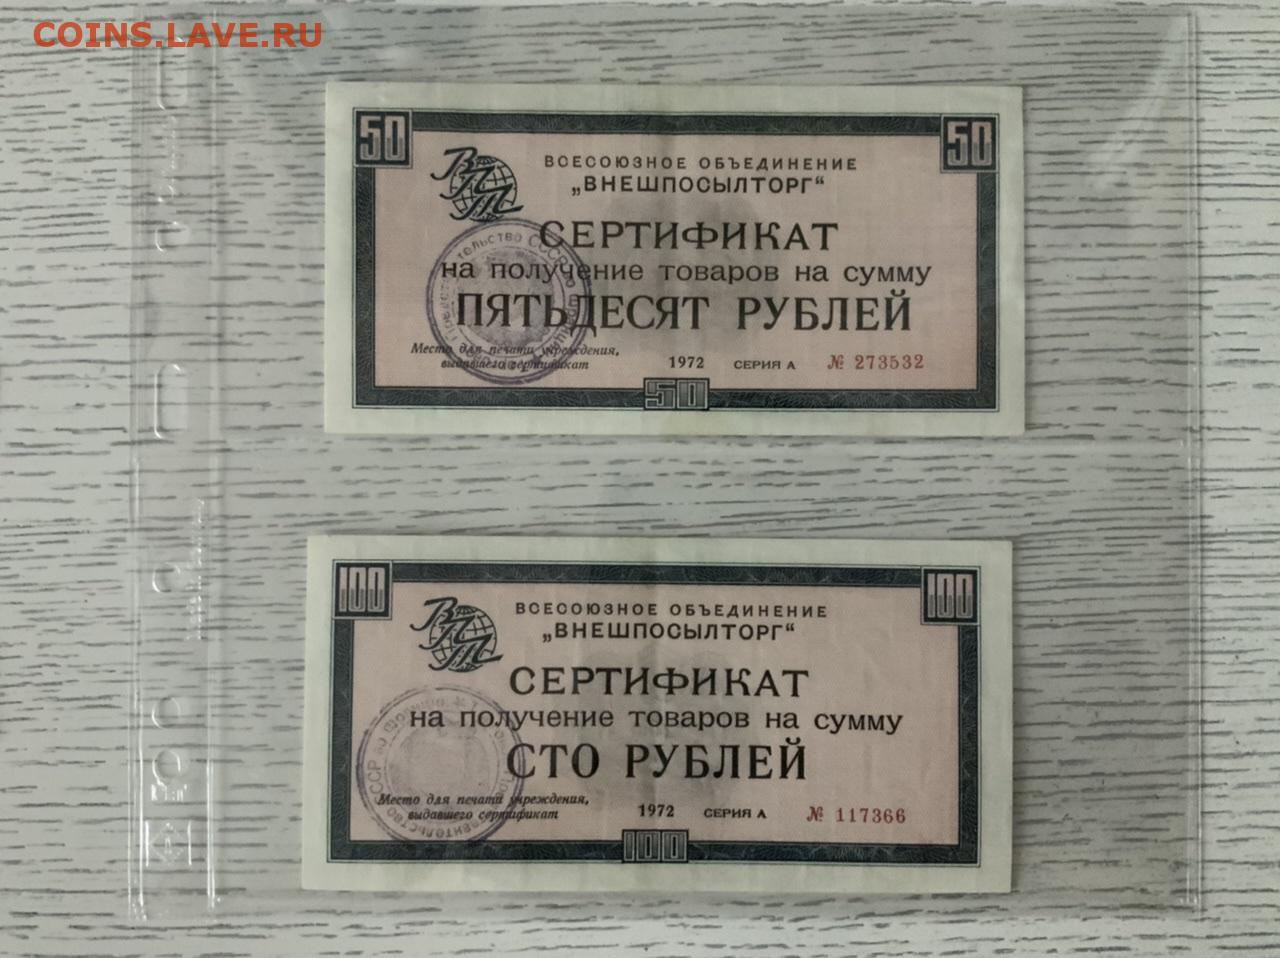 COINS.LAVE.RU
50 50
ВПТ
ВСЕСОЮЗНОЕ ОБЪЕДИНЕНИЕ
„ВНЕШПОСЫЛТОРГ“
СЕРТИФИКАТ
на получение товаров на сумму
ПЯТЬДЕСЯТ РУБЛЕЙ
Место для печати учреждения,
выдавшего сертификат
1972 СЕРИЯ А № 273532
50
100 100
ВПТ
ВСЕСОЮЗНОЕ ОБЪЕДИНЕНИЕ
„ВНЕШПОСЫЛТОРГ“
СЕРТИФИКАТ
на получение товаров на сумму
СТО РУБЛЕЙ
Место для печати учреждения,
выдавшего сертификат
1972 СЕРИЯ А № 117366
100